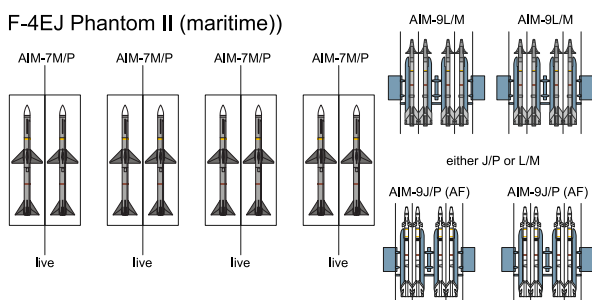 F-4EJ Phantom II (maritime))
AIM-7M/P
AIM-7M/P
AIM-7M/P
AIM-7M/P
AIM-9L/M
AIM-9L/M
either J/P or L/M
AIM-9J/P (AF)
AIM-9J/P (AF)
live
live
live
live